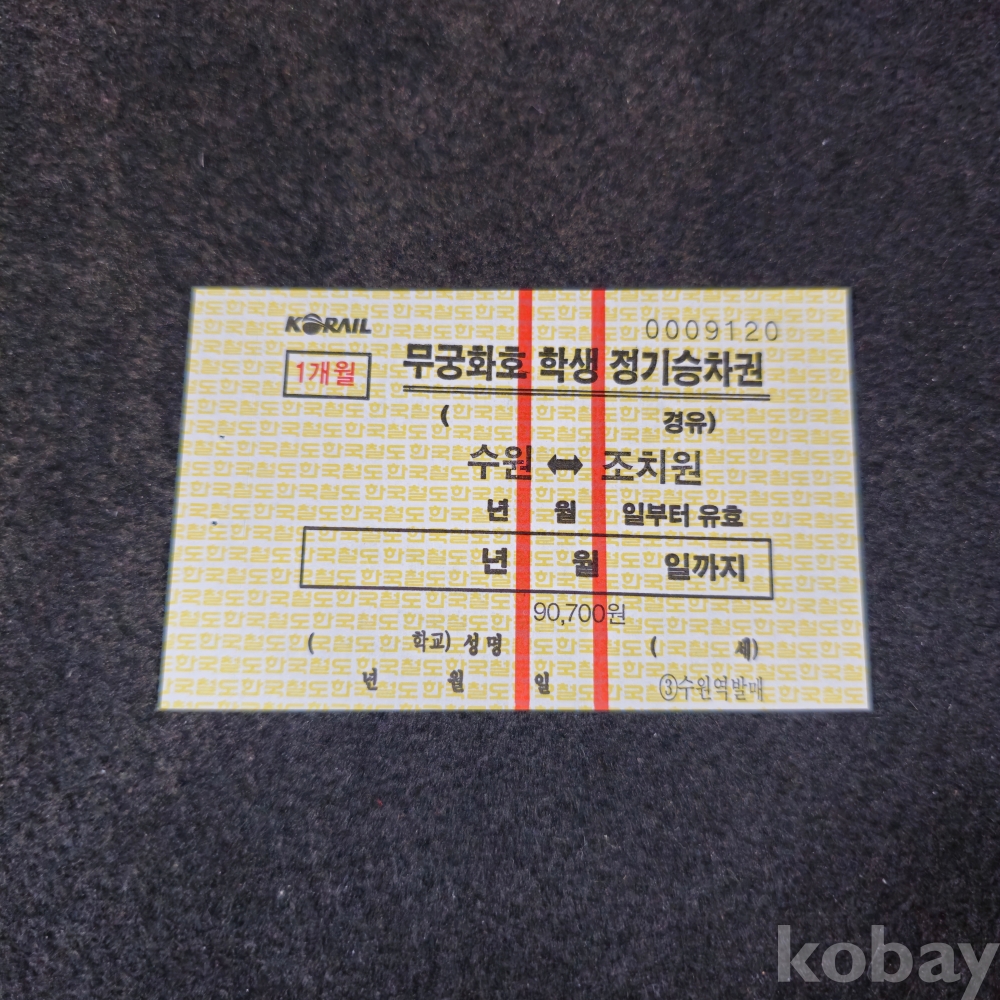 KORAIL 0009120
1개월 무궁화호 학생 정기승차권
( 경유)
수원 ⬌ 조치원
년 월 일부터 유효
년 월 일까지
90,700원
( 학교) 성명 ( 세)
년 월 일 ③수원역발매
kobay